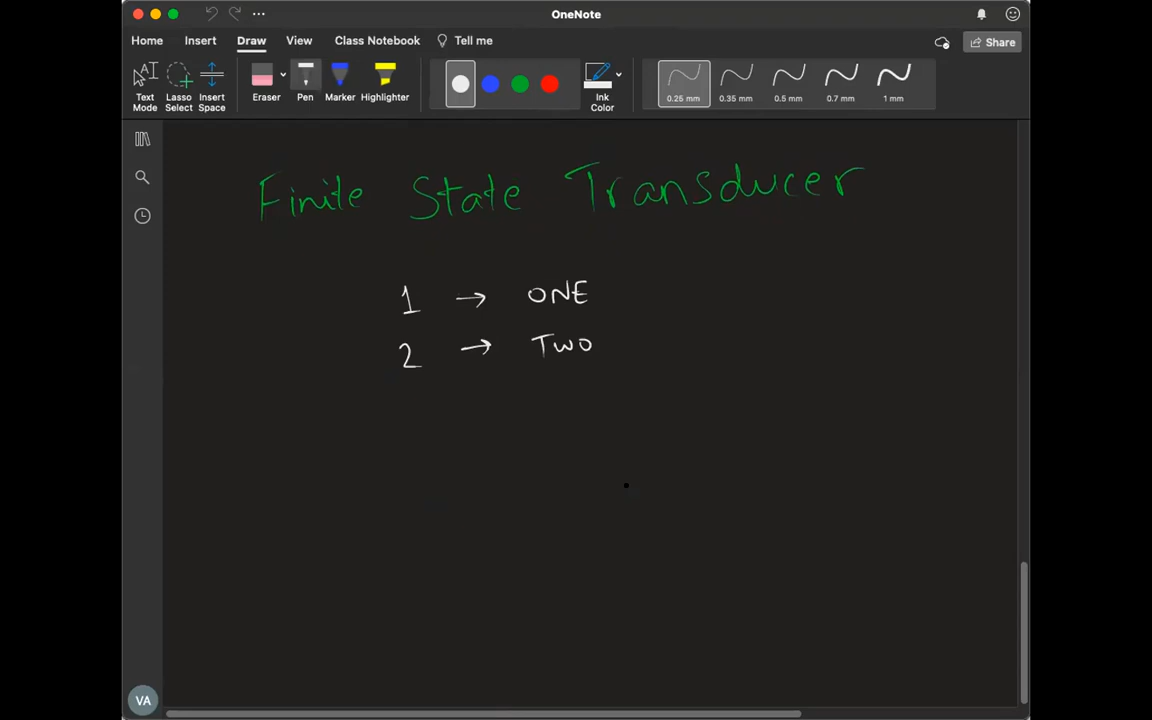 OneNote
Home Insert Draw View Class Notebook Tell me
Share
Text Mode
Lasso Select
Insert Space
Eraser
Pen
Marker
Highlighter
Ink Color
0.25 mm
0.35 mm
0.5 mm
0.7 mm
1 mm
Finite State Transducer
1 → ONE
2 → TWO
VA